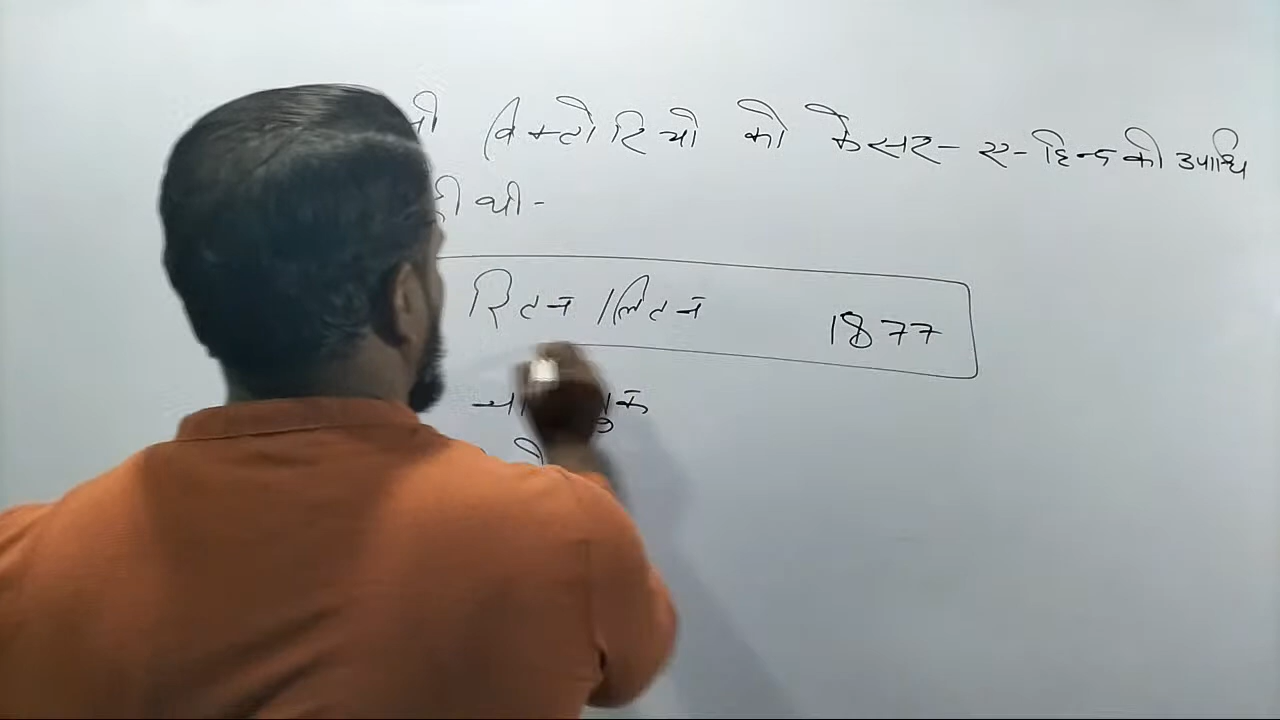 विक्टोरियो को कैसर-ए-हिन्द की उपाधि
थी-
रिटन / लिटन 1877